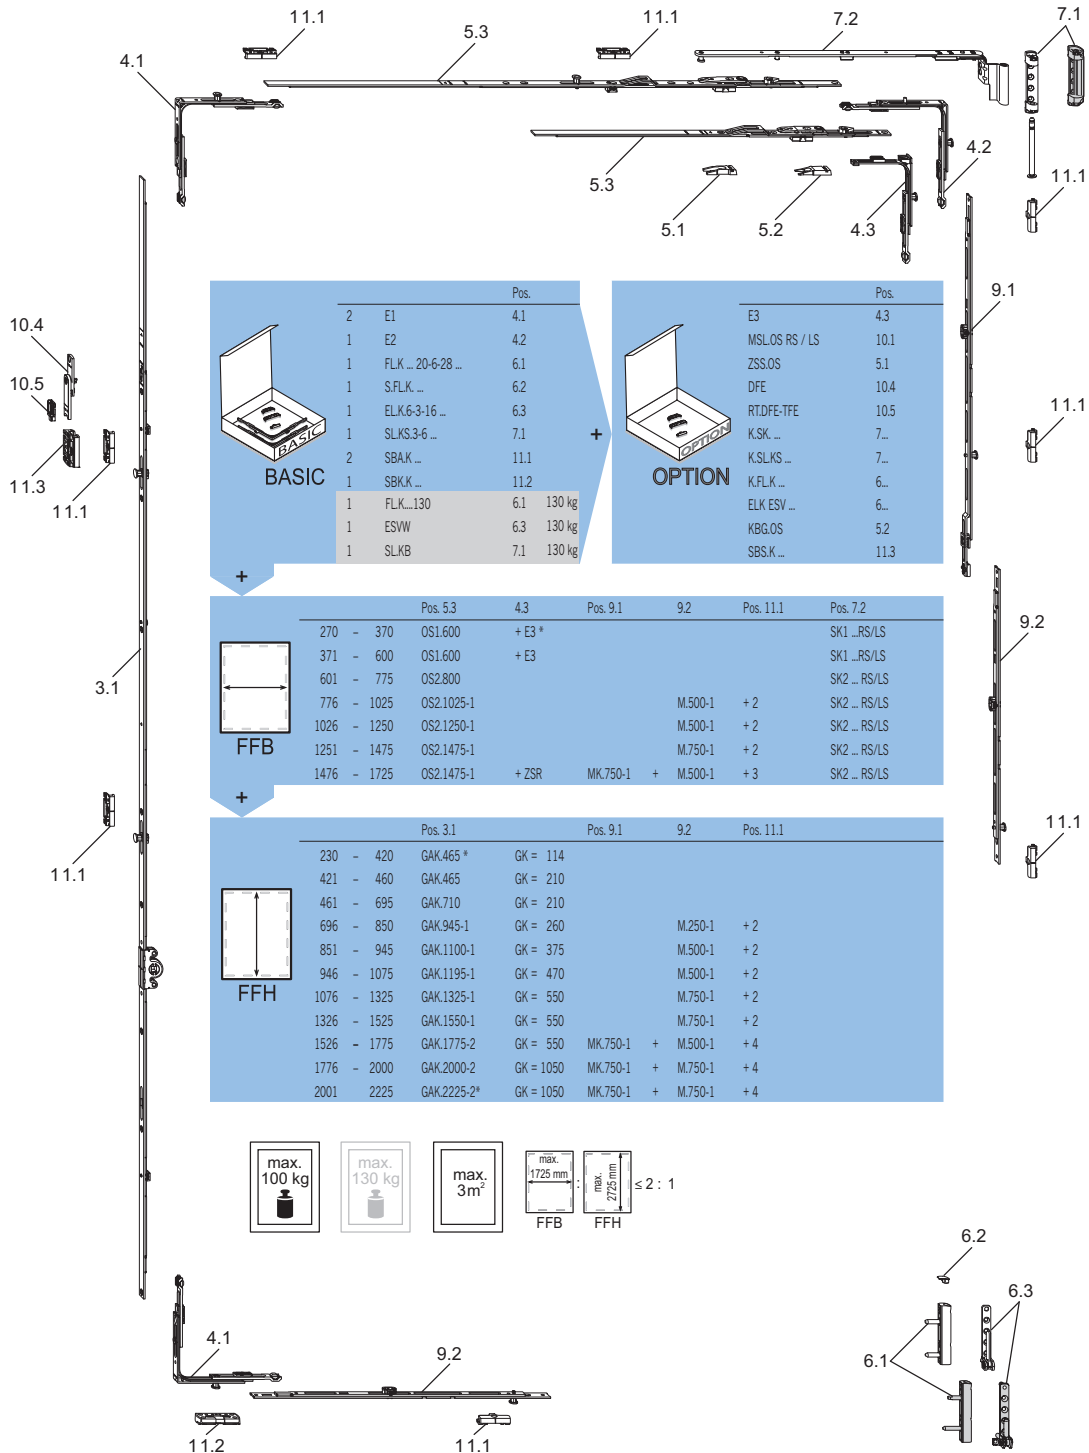 11.1
11.1
7.2
7.1
5.3
4.1
5.3
4.2
11.1
5.1
5.2
4.3
9.1
10.4
10.5
11.3
11.1
11.1
3.1
9.2
11.1
11.1
Pos.
2 E1 4.1
1 E2 4.2
1 FL.K ... 20-6-28 ... 6.1
1 S.FL.K. ... 6.2
1 EL.K.6-3-16 ... 6.3
1 SL.KS.3-6 ... 7.1
2 SBA.K ... 11.1
1 SBK.K ... 11.2
1 FL.K....130 6.1 130 kg
1 ESVW 6.3 130 kg
1 SL.KB 7.1 130 kg
BASIC
BASIC
+
Pos.
E3 4.3
MSL.OS RS / LS 10.1
ZSS.OS 5.1
DFE 10.4
RT.DFE-TFE 10.5
K.SK. ... 7...
K.SL.KS ... 7...
K.FL.K ... 6...
ELK ESV ... 6...
KBG.OS 5.2
SBS.K ... 11.3
OPTION
OPTION
+
Pos. 5.3 4.3 Pos. 9.1 9.2 Pos. 11.1 Pos. 7.2
270 – 370 OS1.600 + E3 * SK1 ...RS/LS
371 – 600 OS1.600 + E3 SK1 ...RS/LS
601 – 775 OS2.800 SK2 ... RS/LS
776 – 1025 OS2.1025-1 M.500-1 + 2 SK2 ... RS/LS
1026 – 1250 OS2.1250-1 M.500-1 + 2 SK2 ... RS/LS
1251 – 1475 OS2.1475-1 M.750-1 + 2 SK2 ... RS/LS
1476 – 1725 OS2.1475-1 + ZSR MK.750-1 + M.500-1 + 3 SK2 ... RS/LS
FFB
+
Pos. 3.1 Pos. 9.1 9.2 Pos. 11.1
230 – 420 GAK.465 * GK = 114
421 – 460 GAK.465 GK = 210
461 – 695 GAK.710 GK = 210
696 – 850 GAK.945-1 GK = 260 M.250-1 + 2
851 – 945 GAK.1100-1 GK = 375 M.500-1 + 2
946 – 1075 GAK.1195-1 GK = 470 M.500-1 + 2
1076 – 1325 GAK.1325-1 GK = 550 M.750-1 + 2
1326 – 1525 GAK.1550-1 GK = 550 M.750-1 + 2
1526 – 1775 GAK.1775-2 GK = 550 MK.750-1 + M.500-1 + 4
1776 – 2000 GAK.2000-2 GK = 1050 MK.750-1 + M.750-1 + 4
2001 2225 GAK.2225-2* GK = 1050 MK.750-1 + M.750-1 + 4
FFH
max.
100 kg
max.
130 kg
max.
3m²
max.
1725 mm
FFB
:
max.
2725 mm
FFH
≤ 2 : 1
6.2
6.3
6.1
4.1
9.2
11.2
11.1